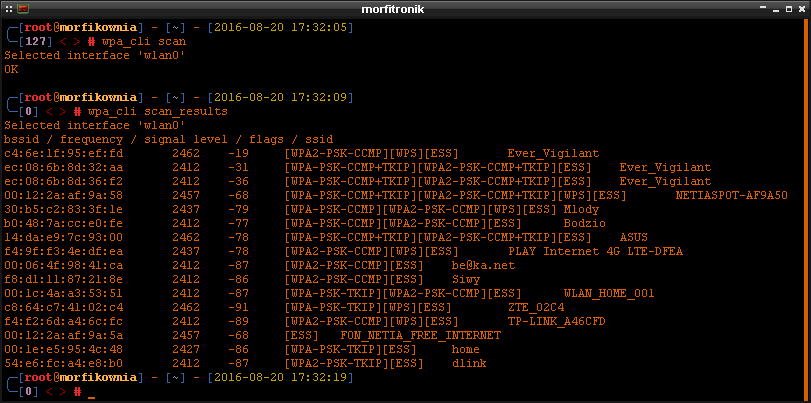 morfitronik
[root@morfikownia] - [~] - [2016-08-20 17:32:05]
[127] < > # wpa_cli scan
Selected interface 'wlan0'
OK
[root@morfikownia] - [~] - [2016-08-20 17:32:09]
[0] < > # wpa_cli scan_results
Selected interface 'wlan0'
bssid / frequency / signal level / flags / ssid
c4:6e:1f:95:ef:fd 2462 -19 [WPA2-PSK-CCMP][WPS][ESS] Ever_Vigilant
ec:08:6b:8d:32:aa 2412 -31 [WPA-PSK-CCMP+TKIP][WPA2-PSK-CCMP+TKIP][ESS] Ever_Vigilant
ec:08:6b:8d:36:f2 2412 -36 [WPA-PSK-CCMP+TKIP][WPA2-PSK-CCMP+TKIP][ESS] Ever_Vigilant
00:12:2a:af:9a:58 2457 -68 [WPA-PSK-CCMP+TKIP][WPA2-PSK-CCMP+TKIP][WPS][ESS] NETIASPOT-AF9A50
30:b5:c2:83:3f:1e 2437 -79 [WPA-PSK-CCMP][WPA2-PSK-CCMP][WPS][ESS] Mlody
b0:48:7a:cc:e0:fe 2412 -77 [WPA-PSK-CCMP][WPA2-PSK-CCMP][ESS] Bodzio
14:da:e9:7c:93:00 2462 -78 [WPA-PSK-CCMP+TKIP][WPA2-PSK-CCMP+TKIP][ESS] ASUS
f4:9f:f3:4e:df:ea 2437 -78 [WPA2-PSK-CCMP][WPS][ESS] PLAY Internet 4G LTE-DFEA
00:06:4f:98:41:ca 2412 -87 [WPA2-PSK-CCMP][ESS] be@ka.net
f8:d1:11:87:21:8e 2412 -86 [WPA2-PSK-CCMP][ESS] Siwy
00:1c:4a:a3:53:51 2412 -87 [WPA-PSK-TKIP][WPA2-PSK-CCMP][ESS] WLAN_HOME_001
c8:64:c7:41:02:c4 2462 -91 [WPA-PSK-TKIP][WPS][ESS] ZTE_02C4
f4:f2:6d:a4:6c:fc 2412 -89 [WPA2-PSK-CCMP][WPS][ESS] TP-LINK_A46CFD
00:12:2a:af:9a:5a 2457 -68 [ESS] FON_NETIA_FREE_INTERNET
00:1e:e5:95:4c:48 2427 -86 [WPA-PSK-TKIP][ESS] home
54:e6:fc:a4:e8:b0 2412 -87 [WPA-PSK-TKIP][ESS] dlink
[root@morfikownia] - [~] - [2016-08-20 17:32:19]
[0] < > #